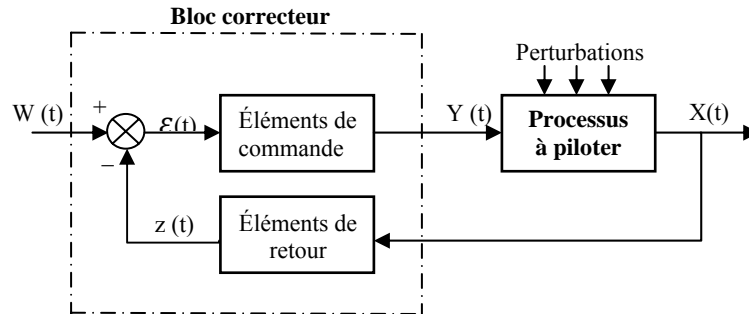 Bloc correcteur
Perturbations
W (t)
+
ε(t)
Éléments de
commande
Y (t)
Processus
à piloter
X(t)
−
z (t)
Éléments de
retour